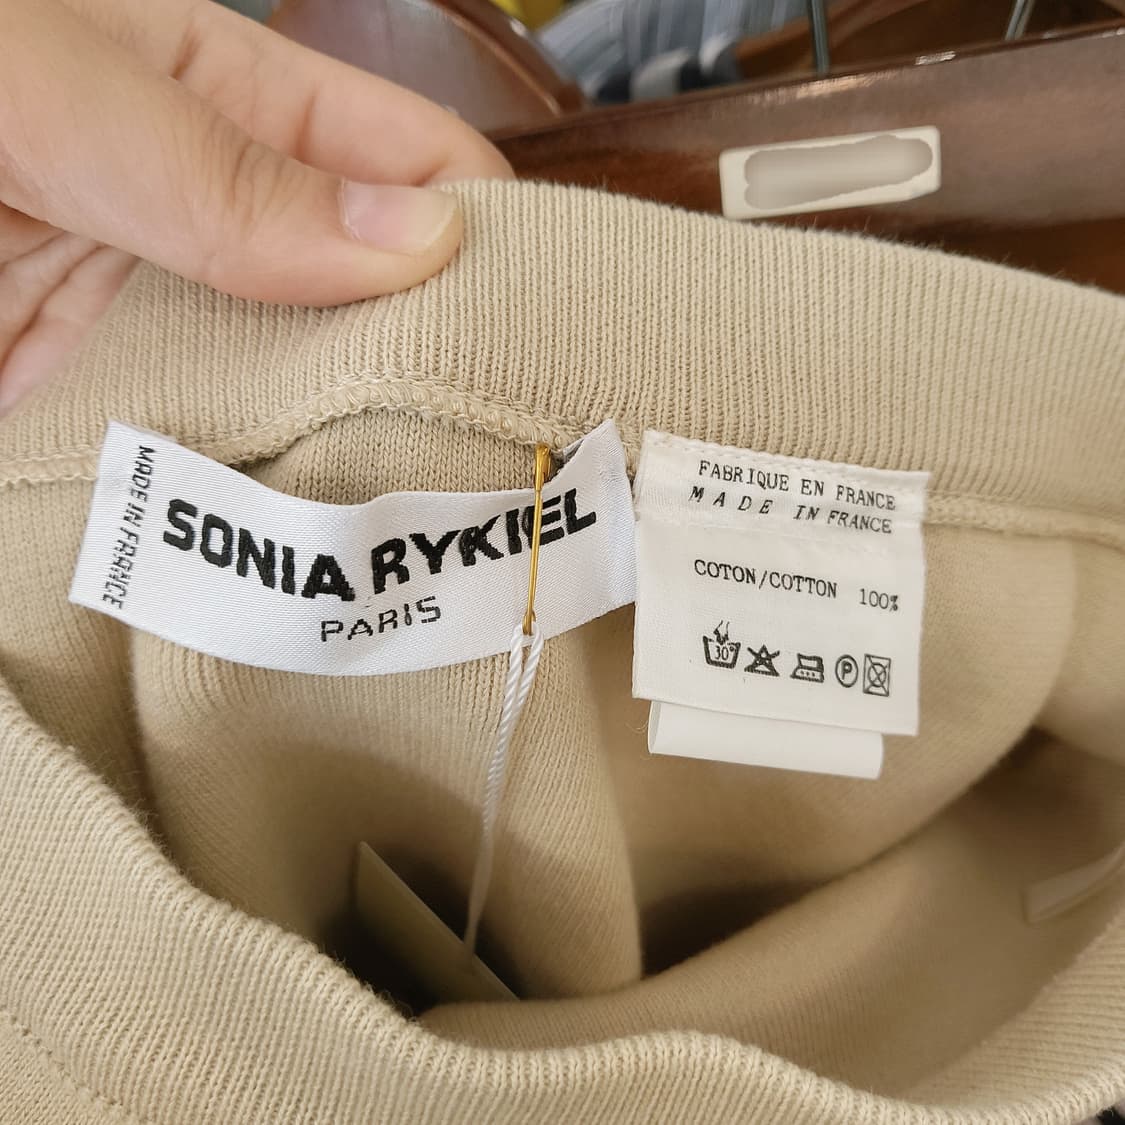 MADE IN FRANCE
SONIA RYKIEL
PARIS
FABRIQUE EN FRANCE
MADE IN FRANCE
COTON/COTTON 100%
30°
P